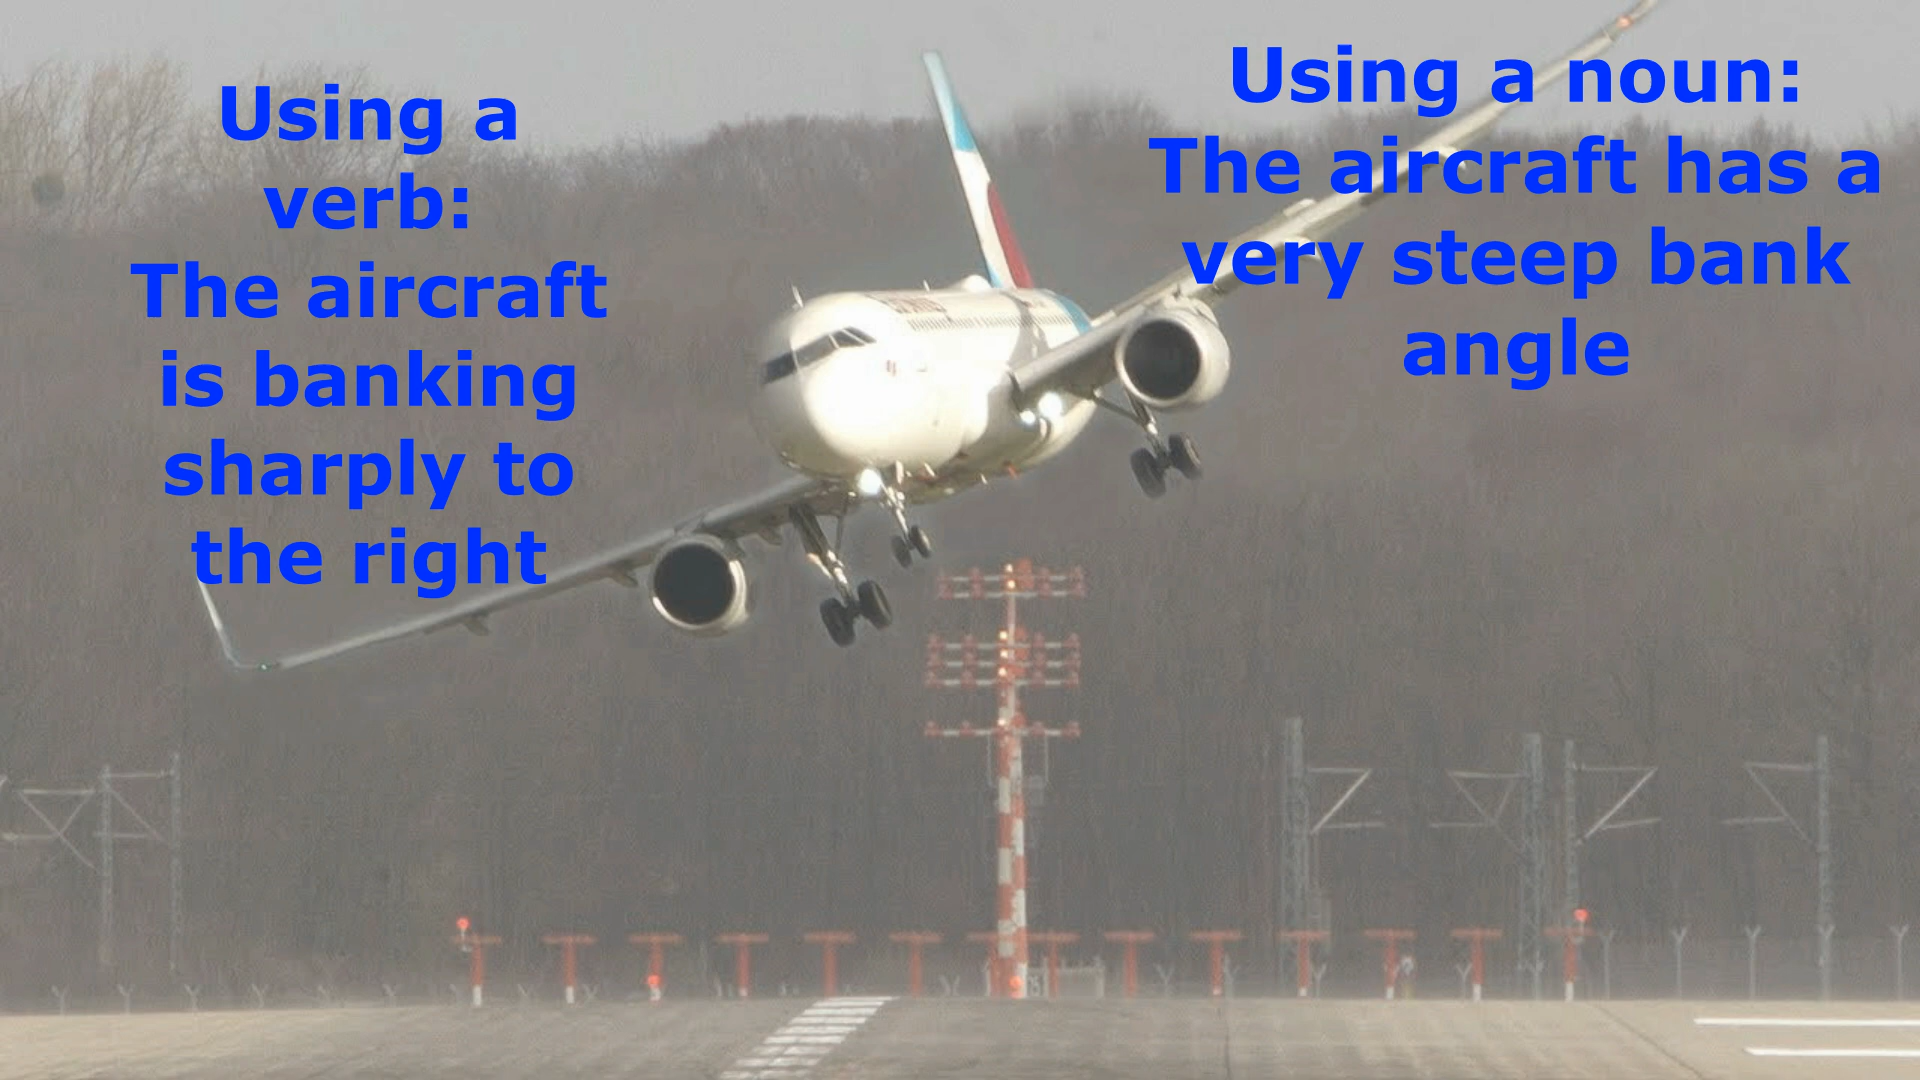 Using a
verb:
The aircraft
is banking
sharply to
the right
Using a noun:
The aircraft has a
very steep bank
angle